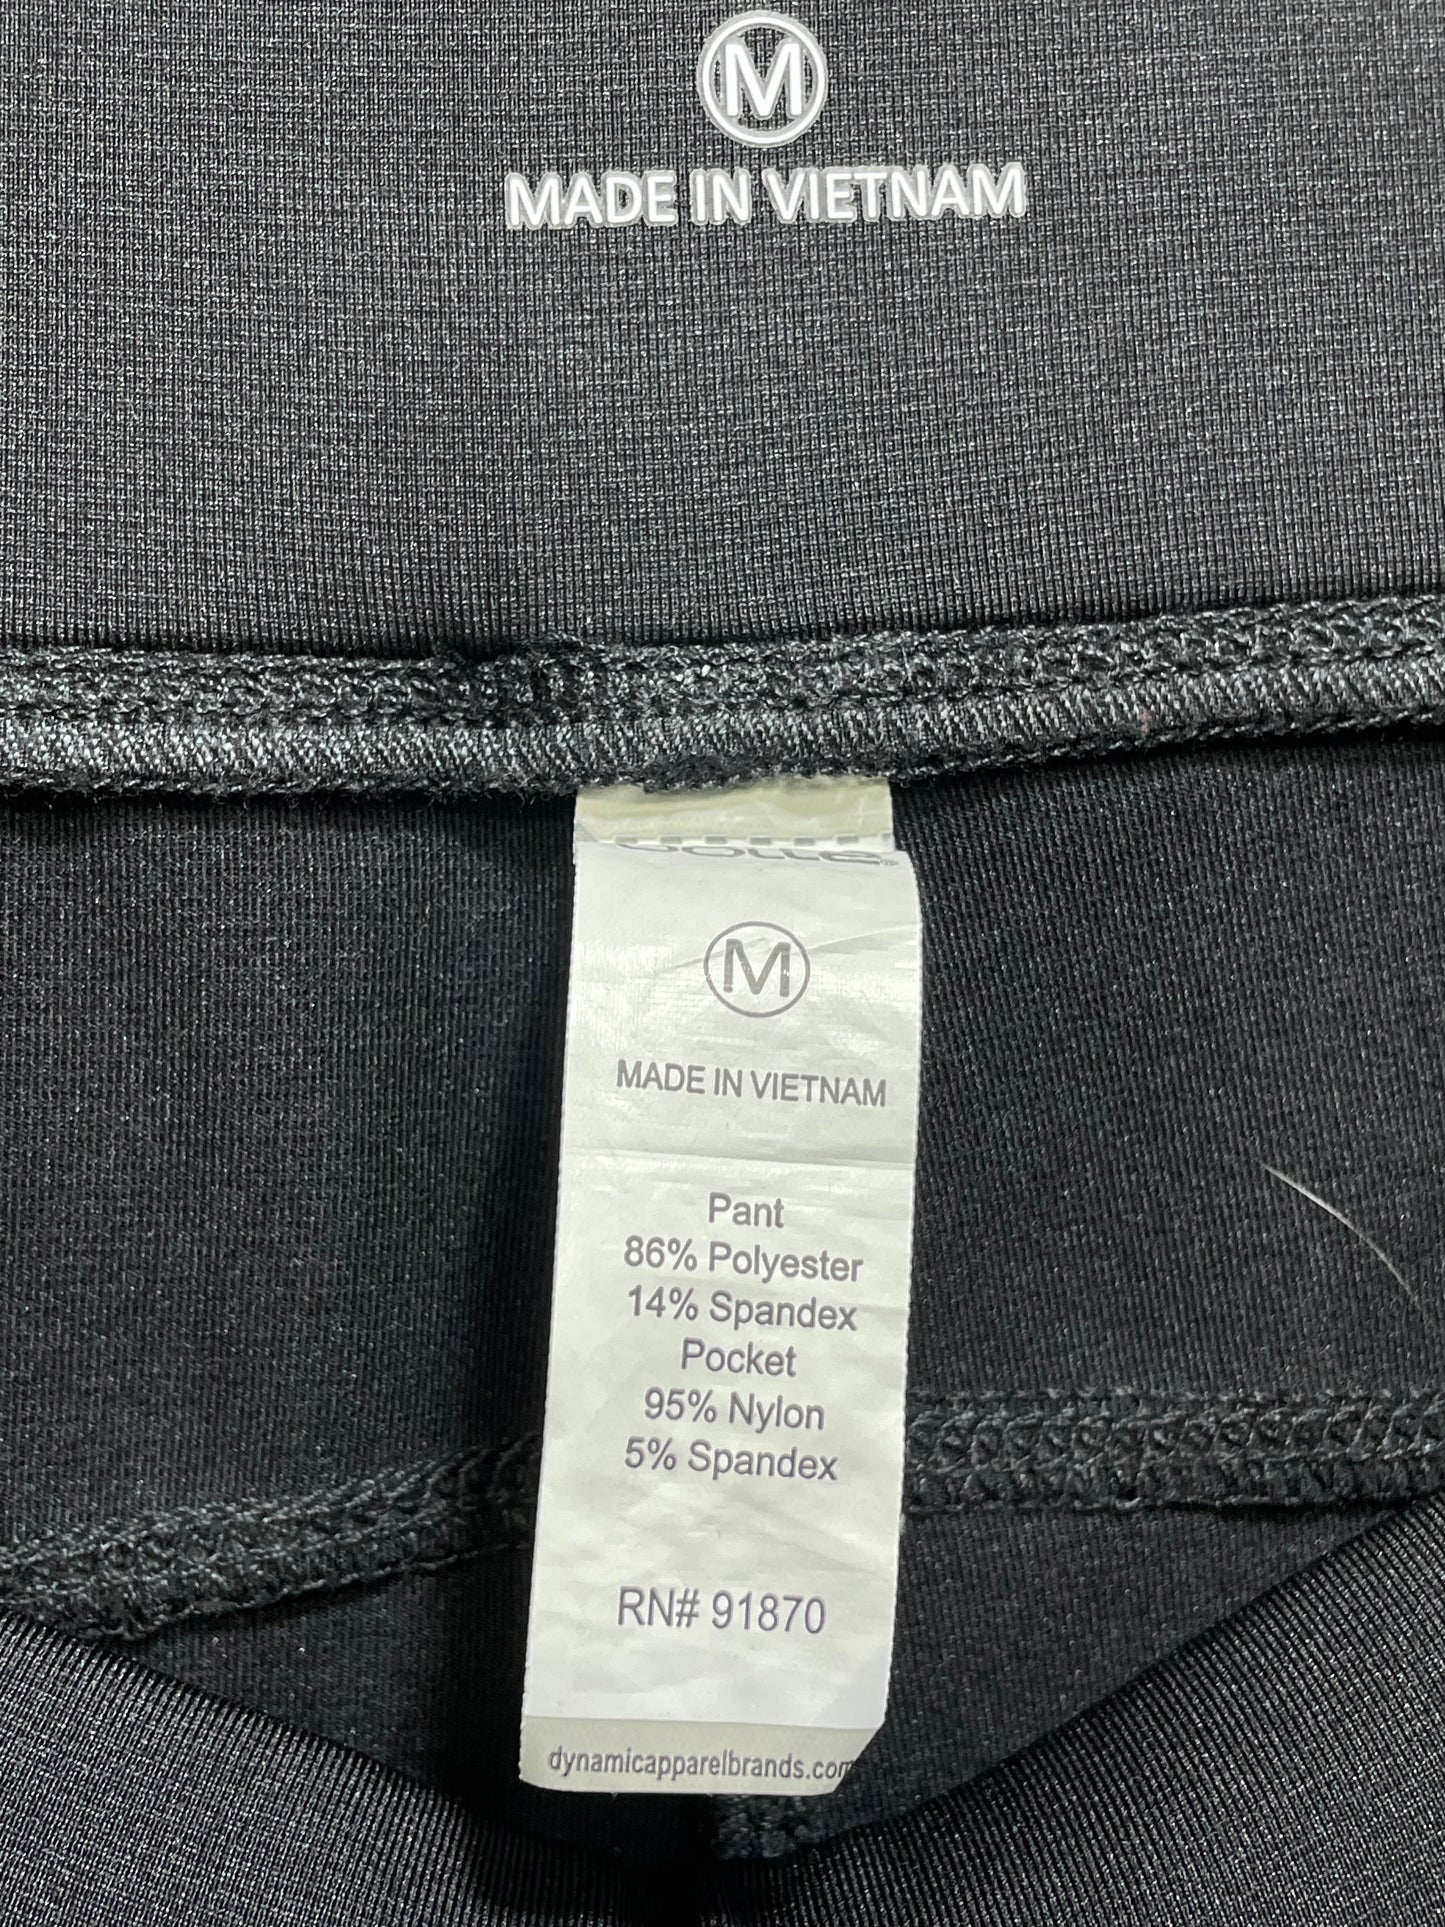 M
MADE IN VIETNAM
M
MADE IN VIETNAM
Pant
86% Polyester
14% Spandex
Pocket
95% Nylon
5% Spandex
RN# 91870
dynamicapparelbrands.com